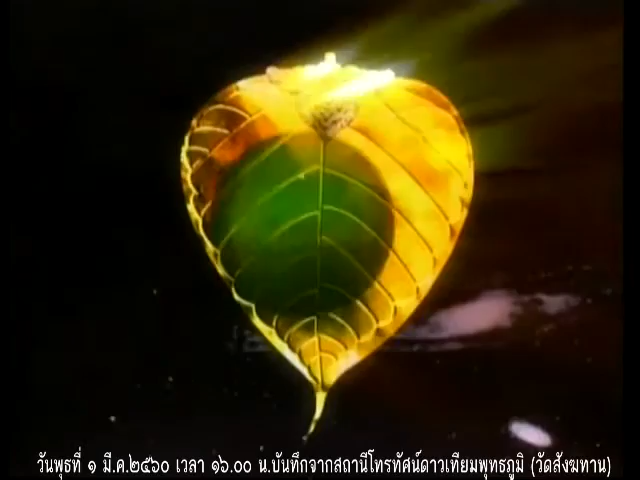 วันพุธที่ ๑ มี.ค.๒๕๖๐ เวลา ๑๖.๐๐ น.บันทึกจากสถานีโทรทัศน์ดาวเทียมพุทธภูมิ (วัดสังฆทาน)